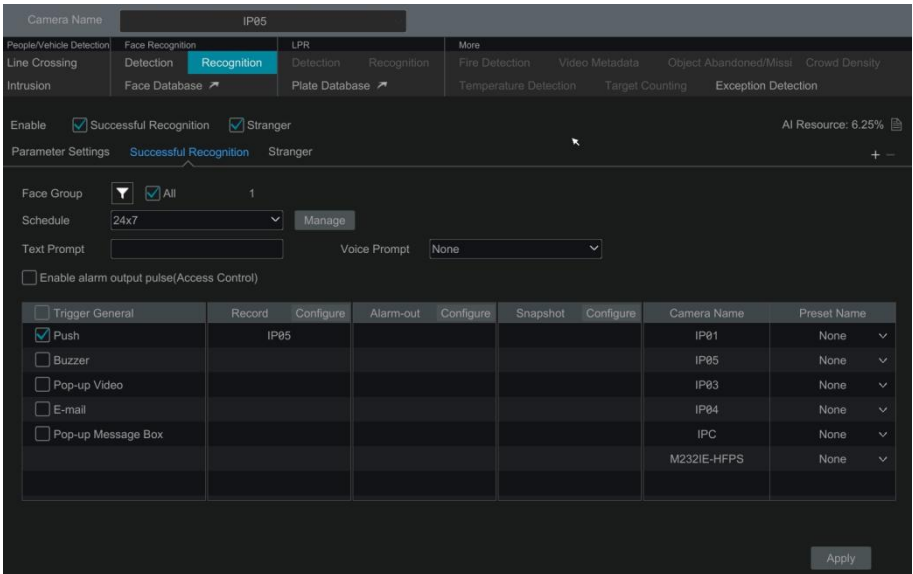 Camera Name IP05
People/Vehicle Detection Face Recognition LPR More
Line Crossing Detection Recognition Detection Recognition Fire Detection Video Metadata Object Abandoned/Missi Crowd Density
Intrusion Face Database Plate Database Temperature Detection Target Counting Exception Detection
Enable Successful Recognition Stranger AI Resource: 6.25%
Parameter Settings Successful Recognition Stranger + −
Face Group All 1
Schedule 24x7 Manage
Text Prompt Voice Prompt None
Enable alarm output pulse(Access Control)
Trigger General Record Configure Alarm-out Configure Snapshot Configure Camera Name Preset Name
Push IP05 IP01 None
Buzzer IP05 None
Pop-up Video IP03 None
E-mail IP04 None
Pop-up Message Box IPC None
M232IE-HFPS None
Apply